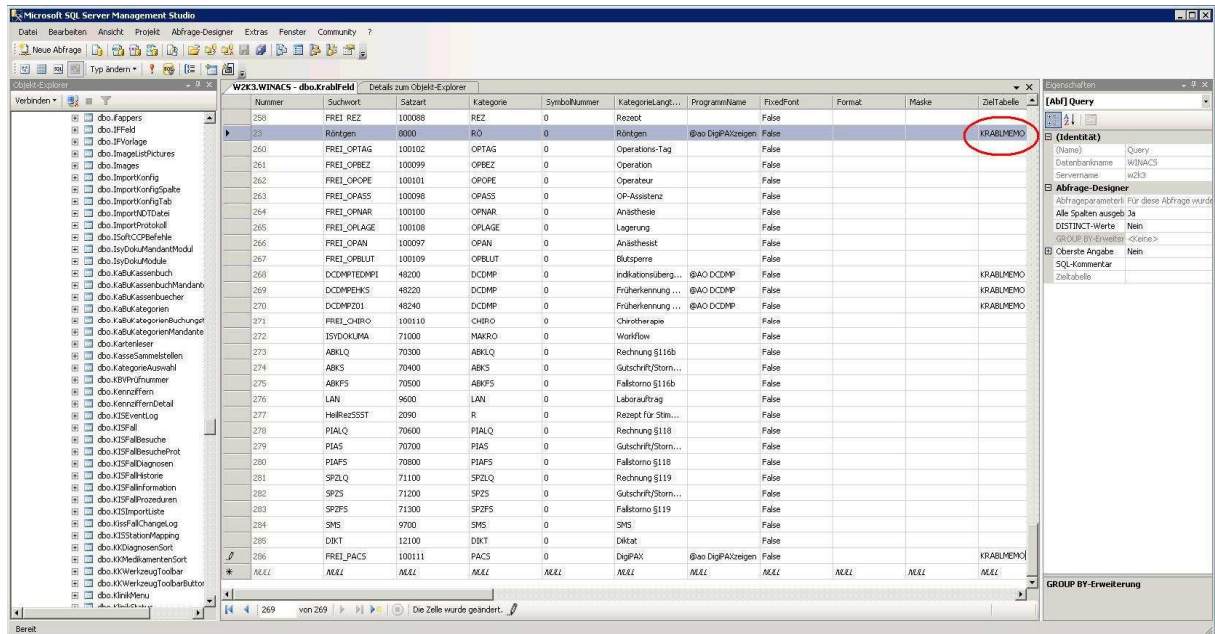 Microsoft SQL Server Management Studio
Datei Bearbeiten Ansicht Projekt Abfrage-Designer Extras Fenster Community ?
Neue Abfrage
Typ ändern
Objekt-Explorer
Verbinden
dbo.Fappers
dbo.IFFeld
dbo.IFVorlage
dbo.ImageListPictures
dbo.Images
dbo.ImportKonfig
dbo.ImportKonfigSpalte
dbo.ImportKonfigTab
dbo.ImportNDTDatei
dbo.ImportProtokoll
dbo.ISoftCCPBefehle
dbo.IsyDokuMandantModul
dbo.IsyDokuModule
dbo.KaBuKassenbuch
dbo.KaBuKassenbuchMandant
dbo.KaBuKassenbuecher
dbo.KaBuKategorien
dbo.KaBuKategorienBuchungst
dbo.KaBuKategorienMandante
dbo.Kartenleser
dbo.KasseSammelstellen
dbo.KategorieAuswahl
dbo.KBVPrüfnummer
dbo.Kennziffern
dbo.KennziffernDetail
dbo.KISEventLog
dbo.KISFall
dbo.KISFallBesuche
dbo.KISFallBesucheProt
dbo.KISFallDiagnosen
dbo.KISFallHistorie
dbo.KISFallinformation
dbo.KISFallProzeduren
dbo.KISImportListe
dbo.KissFallChangeLog
dbo.KISStationMapping
dbo.KKDiagnosenSort
dbo.KKMedikamentenSort
dbo.KKWerkzeugToolbar
dbo.KKWerkzeugToolbarButton
dbo.KlinikMenu
dbo.KlinikStatus
W2K3.WINACS - dbo.KrablFeld Details zum Objekt-Explorer
Nummer Suchwort Satzart Kategorie SymbolNummer KategorieLangt... ProgrammName FixedFont Format Maske ZielTabelle
258 FREI_REZ 100088 REZ 0 Rezept False
23 Röntgen 8000 RÖ 0 Röntgen @ao DigiPAXzeigen False KRABLMEMO
260 FREI_OPTAG 100102 OPTAG 0 Operations-Tag False
261 FREI_OPBEZ 100099 OPBEZ 0 Operation False
262 FREI_OPOPE 100101 OPOPE 0 Operateur False
263 FREI_OPASS 100098 OPASS 0 OP-Assistenz False
264 FREI_OPNAR 100100 OPNAR 0 Anästhesie False
265 FREI_OPLAGE 100108 OPLAGE 0 Lagerung False
266 FREI_OPAN 100097 OPAN 0 Anästhesist False
267 FREI_OPBLUT 100109 OPBLUT 0 Blutsperre False
268 DCDMPTEDMPI 48200 DCDMP 0 indikationsüberg... @AO DCDMP False KRABLMEMO
269 DCDMPEHKS 48220 DCDMP 0 Früherkennung ... @AO DCDMP False KRABLMEMO
270 DCDMPZ01 48240 DCDMP 0 Früherkennung ... @AO DCDMP False KRABLMEMO
271 FREI_CHIRO 100110 CHIRO 0 Chirotherapie False
272 ISYDOKUMA 71000 MAKRO 0 Workflow False
273 ABKLQ 70300 ABKLQ 0 Rechnung §116b False
274 ABKS 70400 ABKS 0 Gutschrift/Storn... False
275 ABKFS 70500 ABKFS 0 Fallstorno §116b False
276 LAN 9600 LAN 0 Laborauftrag False
277 HeilRezSSST 2090 R 0 Rezept für Stim... False
278 PIALQ 70600 PIALQ 0 Rechnung §118 False
279 PIAS 70700 PIAS 0 Gutschrift/Storn... False
280 PIAFS 70800 PIAFS 0 Fallstorno §118 False
281 SPZLQ 71100 SPZLQ 0 Rechnung §119 False
282 SPZS 71200 SPZS 0 Gutschrift/Storn... False
283 SPZFS 71300 SPZFS 0 Fallstorno §119 False
284 SMS 9700 SMS 0 SMS False
285 DIKT 12100 DIKT 0 Diktat False
286 FREI_PACS 100111 PACS 0 DigiPAX @ao DigiPAXzeigen False KRABLMEMO
NULL NULL NULL NULL NULL NULL NULL NULL NULL NULL NULL
269 von 269 Die Zelle wurde geändert.
Eigenschaften
[Abf] Query
(Identität)
(Name) Query
Datenbankname WINACS
Servername w2k3
Abfrage-Designer
Abfrageparameterli Für diese Abfrage wurde
Alle Spalten ausgeb Ja
DISTINCT-Werte Nein
GROUP BY-Erweiter <Keine>
Oberste Angabe Nein
SQL-Kommentar
Zieltabelle
GROUP BY-Erweiterung
Bereit